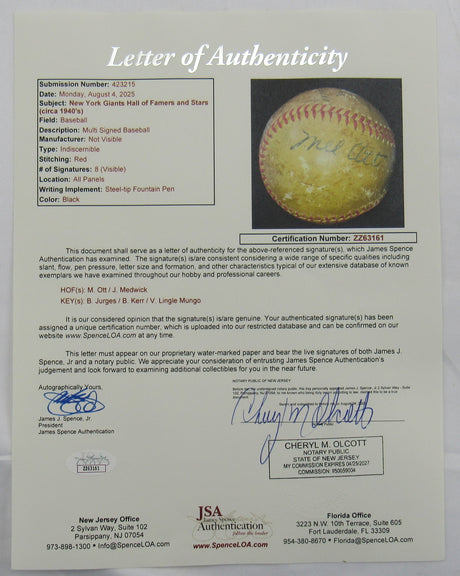 Letter of Authenticity
Submission Number: 423215
Date: Monday, August 4, 2025
Subject: New York Giants Hall of Famers and Stars
(circa 1940's)
Field: Baseball
Description: Multi Signed Baseball
Manufacturer: Not Visible
Type: Indiscernible
Stitching: Red
# of Signatures: 8 (Visible)
Location: All Panels
Writing Implement: Steel-tip Fountain Pen
Color: Black
Mel Ott
Certification Number: ZZ63161
This document shall serve as a letter of authenticity for the above-referenced signature(s), which James Spence
Authentication has examined. The signature(s) is/are consistent considering a wide range of specific qualities including
slant, flow, pen pressure, letter size and formation, and other characteristics typical of our extensive database of known
exemplars we have examined throughout our hobby and professional careers.
HOF(s): M. Ott / J. Medwick
KEY(s): B. Jurges / B. Kerr / V. Lingle Mungo
It is our considered opinion that the signature(s) is/are genuine. Your authenticated signature(s) has been
assigned a unique certification number, which is uploaded into our restricted database and can be confirmed on our
website www.SpenceLOA.com at anytime.
This letter must appear on our proprietary water-marked paper and bear the live signatures of both James J.
Spence, Jr and a notary public. We appreciate your consideration of entrusting James Spence Authentication's
judgement and look forward to examining additional collectibles for you in the near future.
Autographically Yours,
James J. Spence, Jr.
President
James Spence Authentication
ZZ63161
NOTARY PUBLIC OF NEW JERSEY
Cheryl M Olcott
CHERYL M. OLCOTT
NOTARY PUBLIC
STATE OF NEW JERSEY
MY COMMISSION EXPIRES 04/25/2027
COMMISSION: #50059004
New Jersey Office
2 Sylvan Way, Suite 102
Parsippany, NJ 07054
973-898-1300 • Info@SpenceLOA.com
JSA
James Spence
Authentication
follow the leader
www.SpenceLOA.com
Florida Office
3223 N.W. 10th Terrace, Suite 605
Fort Lauderdale, FL 33309
954-380-8670 • Florida@SpenceLOA.com